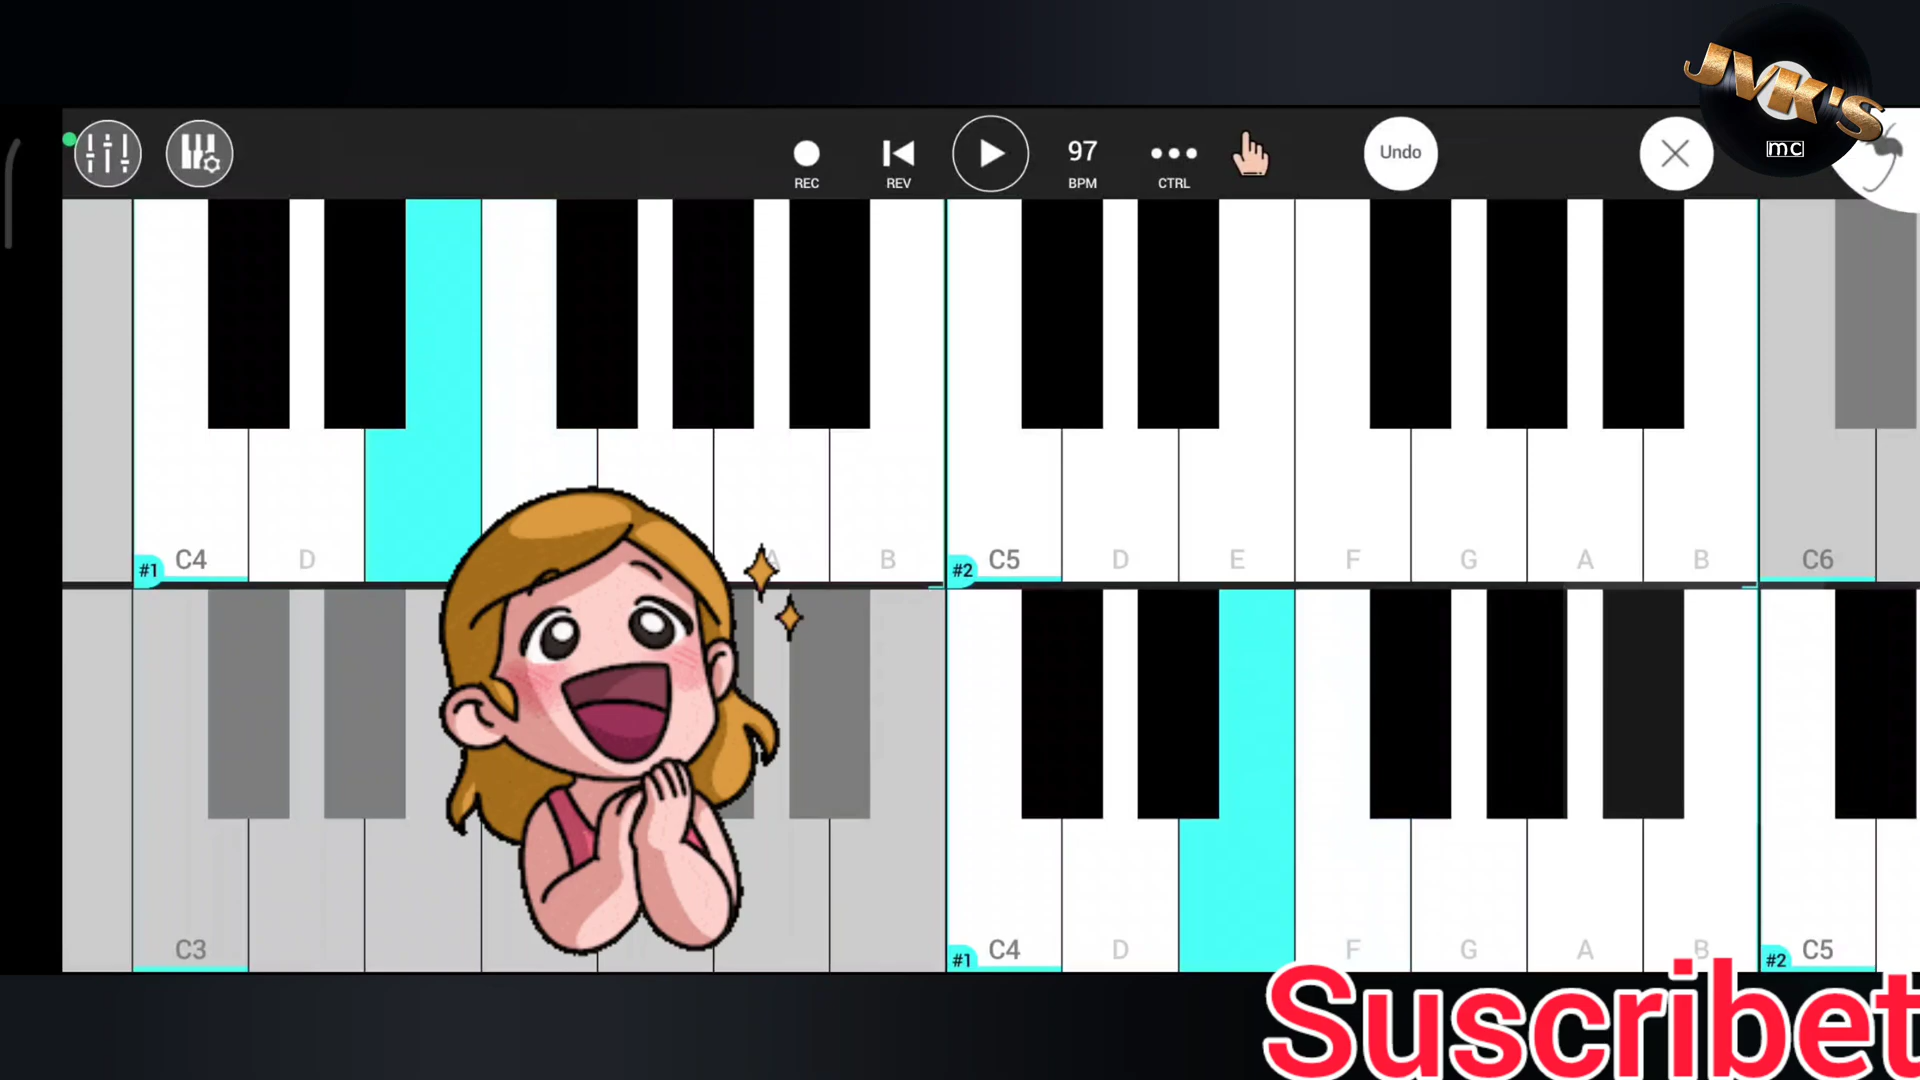 JVK'S
mc
97
Undo
REC
REV
BPM
CTRL
#1 C4 D A B #2 C5 D E F G A B C6
C3 #1 C4 D F G A B #2 C5
Suscribet